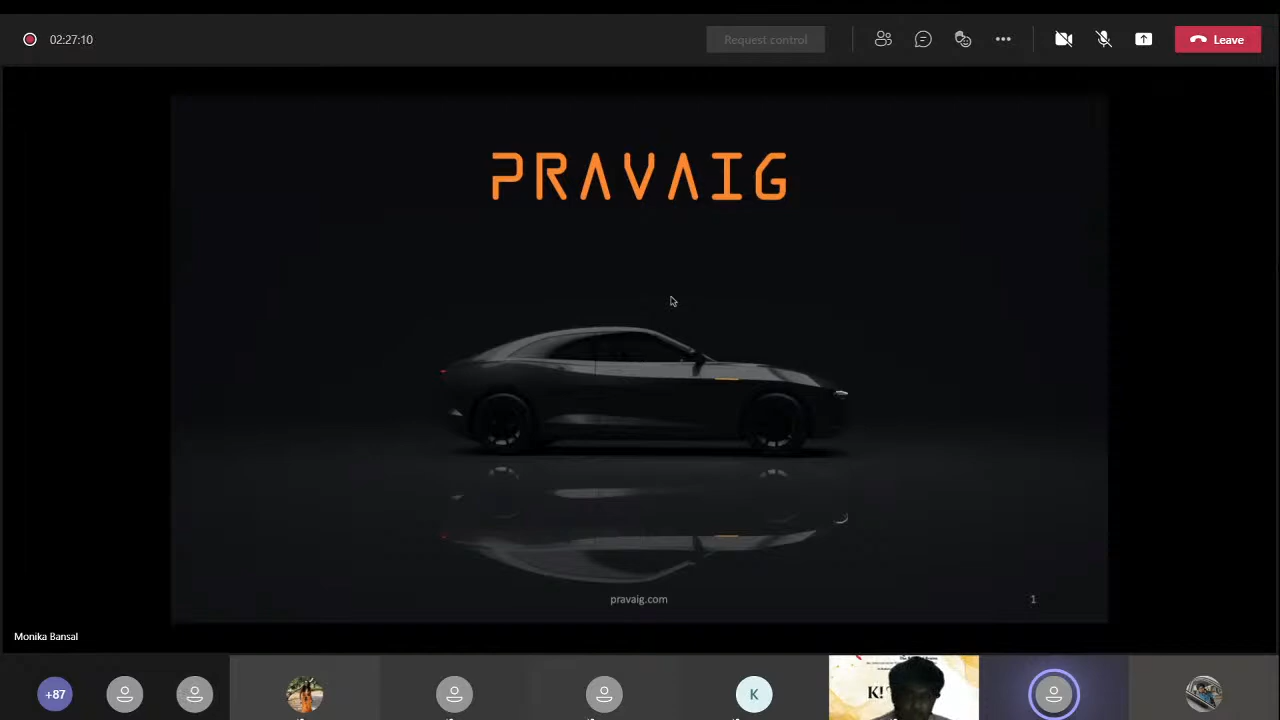 02:27:10
Request control
Leave
PRAVAIG
pravaig.com
1
Monika Bansal
+87
K
K!